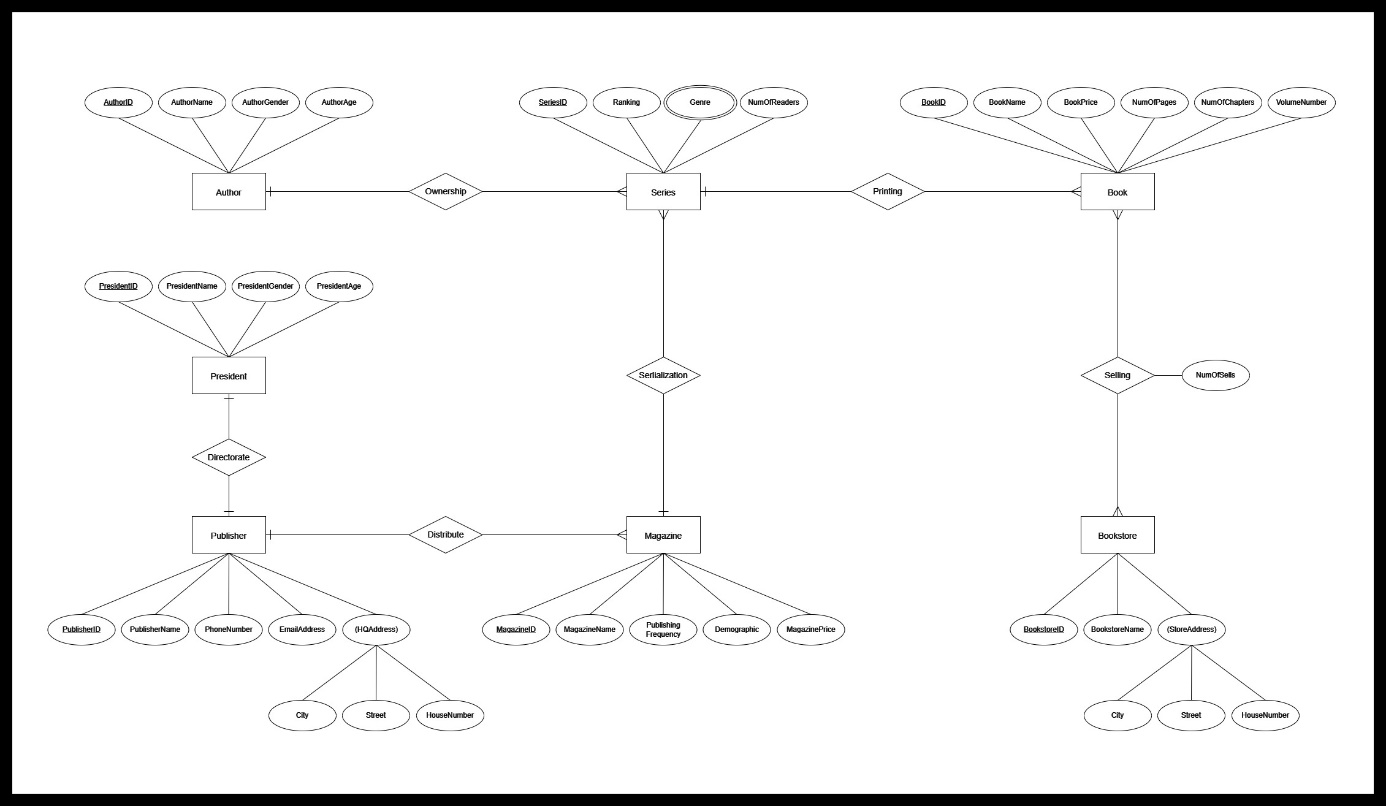 AuthorID
AuthorName
AuthorGender
AuthorAge
SeriesID
Ranking
Genre
NumOfReaders
BookID
BookName
BookPrice
NumOfPages
NumOfChapters
VolumeNumber
Author
Ownership
Series
Printing
Book
PresidentID
PresidentName
PresidentGender
PresidentAge
President
Serlialization
Selling
NumOfSells
Directorate
Publisher
Distribute
Magazine
Bookstore
PublisherID
PublisherName
PhoneNumber
EmailAddress
(HQAddress)
MagazineID
MagazineName
Publishing
Frequency
Demographic
MagazinePrice
BookstoreID
BookstoreName
(StoreAddress)
City
Street
HouseNumber
City
Street
HouseNumber